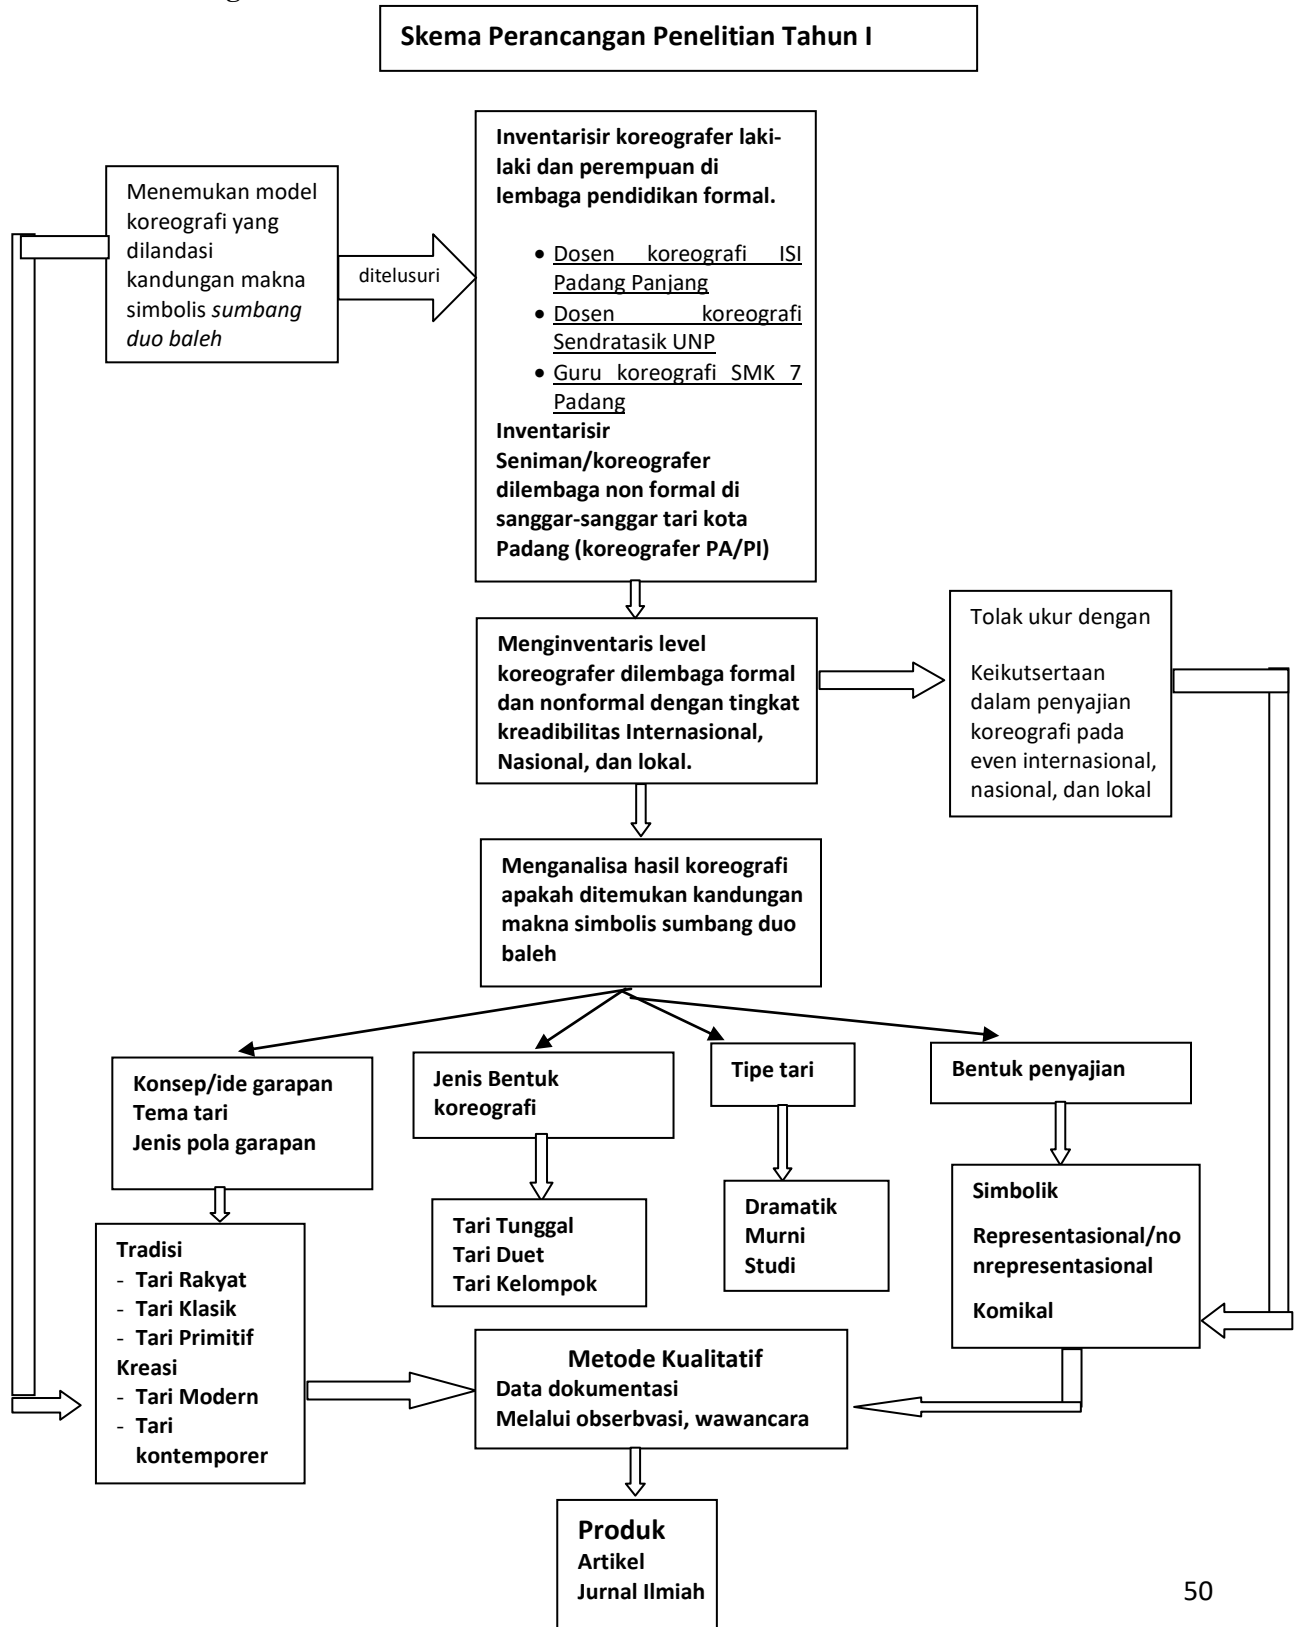 Skema Perancangan Penelitian Tahun I
Menemukan model
koreografi yang
dilandasi
kandungan makna
simbolis sumbang
duo baleh
ditelusuri
Inventarisir koreografer laki-
laki dan perempuan di
lembaga pendidikan formal.
• Dosen koreografi ISI
Padang Panjang
• Dosen koreografi
Sendratasik UNP
• Guru koreografi SMK 7
Padang
Inventarisir
Seniman/koreografer
dilembaga non formal di
sanggar-sanggar tari kota
Padang (koreografer PA/PI)
Menginventaris level
koreografer dilembaga formal
dan nonformal dengan tingkat
kreadibilitas Internasional,
Nasional, dan lokal.
Tolak ukur dengan
Keikutsertaan
dalam penyajian
koreografi pada
even internasional,
nasional, dan lokal
Menganalisa hasil koreografi
apakah ditemukan kandungan
makna simbolis sumbang duo
baleh
Konsep/ide garapan
Tema tari
Jenis pola garapan
Jenis Bentuk
koreografi
Tipe tari
Bentuk penyajian
Tradisi
- Tari Rakyat
- Tari Klasik
- Tari Primitif
Kreasi
- Tari Modern
- Tari
kontemporer
Tari Tunggal
Tari Duet
Tari Kelompok
Dramatik
Murni
Studi
Simbolik
Representasional/no
nrepresentasional
Komikal
Metode Kualitatif
Data dokumentasi
Melalui obserbvasi, wawancara
Produk
Artikel
Jurnal Ilmiah
50